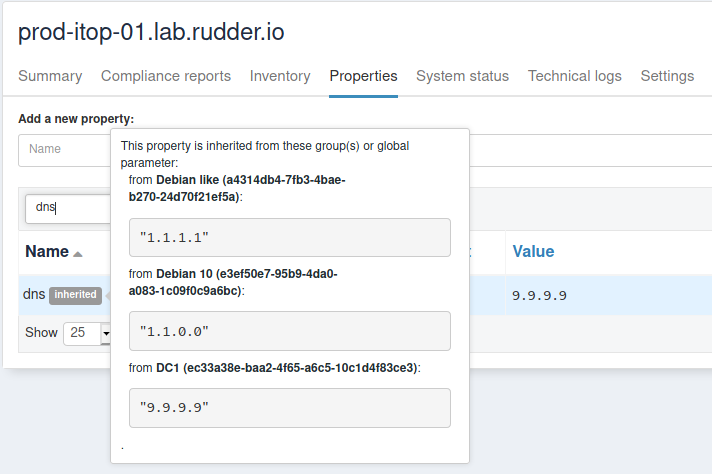 prod-itop-01.lab.rudder.io
Summary Compliance reports Inventory Properties System status Technical logs Settings
Add a new property:
Name
This property is inherited from these group(s) or global
parameter:
from Debian like (a4314db4-7fb3-4bae-
b270-24d70f21ef5a):
"1.1.1.1"
from Debian 10 (e3ef50e7-95b9-4da0-
a083-1c09f0c9a6bc):
"1.1.0.0"
from DC1 (ec33a38e-baa2-4f65-a6c5-10c1d4f83ce3):
"9.9.9.9"
.
dns
Name Value
dns inherited 9.9.9.9
Show 25